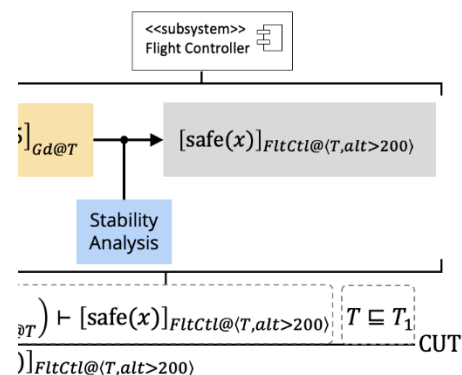 <<subsystem>>
Flight Controller
]_{Gd@T} [safe(x)]_{FltCtl@⟨T,alt>200⟩}
Stability
Analysis
@T) ⊢ [safe(x)]_{FltCtl@⟨T,alt>200⟩} T ⊑ T₁
CUT
)]_{FltCtl@⟨T,alt>200⟩}